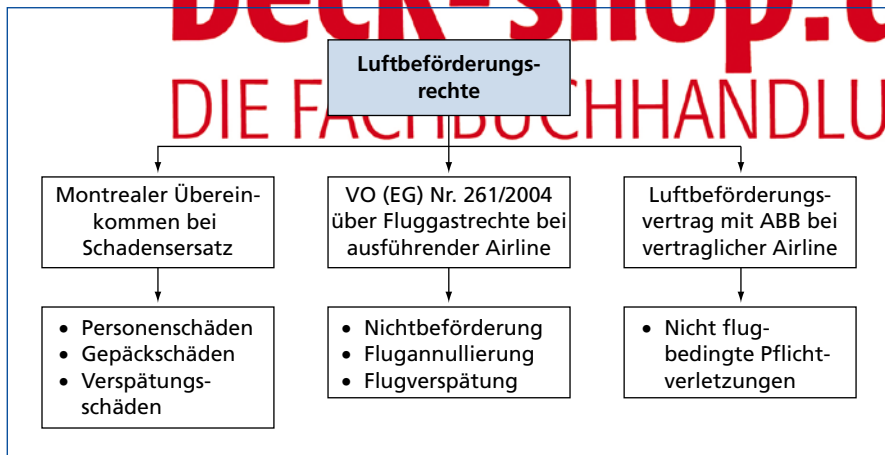 beck-shop.d
Luftbeförderungs-
rechte
DIE FACHBUCHHANDLU
Montrealer Überein-
kommen bei
Schadensersatz
VO (EG) Nr. 261/2004
über Fluggastrechte bei
ausführender Airline
Luftbeförderungs-
vertrag mit ABB bei
vertraglicher Airline
• Personenschäden
• Gepäckschäden
• Verspätungs-
schäden
• Nichtbeförderung
• Flugannullierung
• Flugverspätung
• Nicht flug-
bedingte Pflicht-
verletzungen